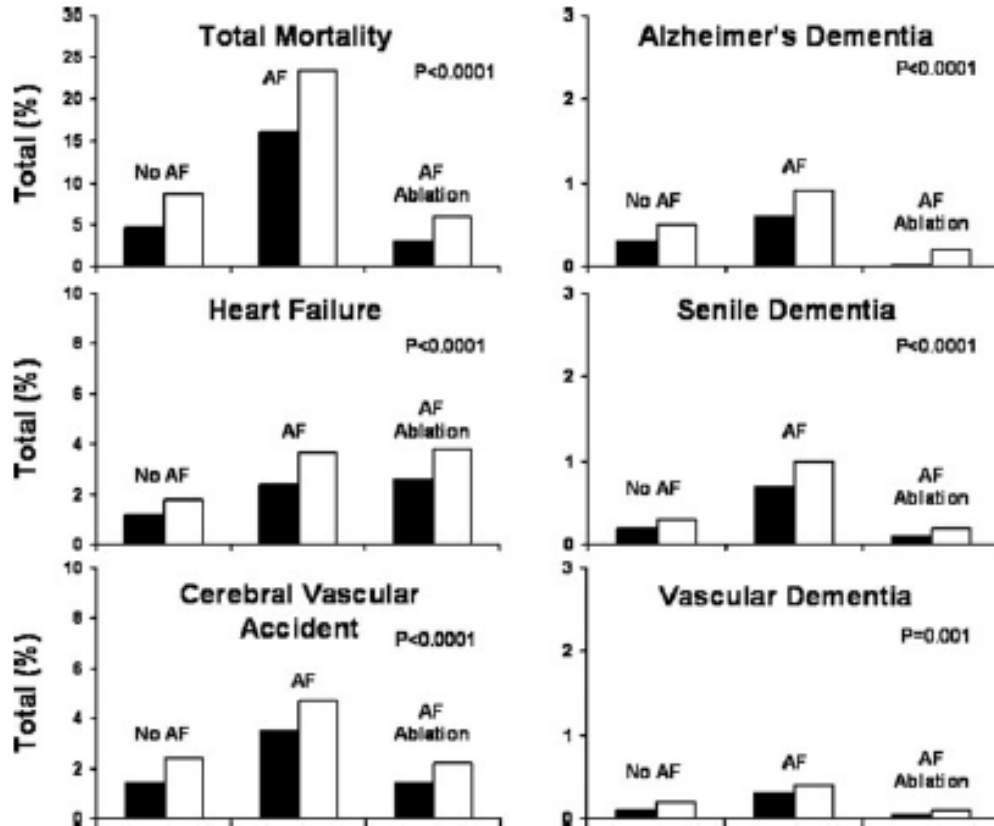 Total Mortality
P<0.0001
AF
No AF
AF
Ablation
Total (%)
30
25
20
15
10
5
0
Alzheimer's Dementia
P<0.0001
AF
No AF
AF
Ablation
3
2
1
0
Heart Failure
P<0.0001
AF
Ablation
AF
No AF
Total (%)
10
8
6
4
2
0
Senile Dementia
P<0.0001
AF
No AF
AF
Ablation
3
2
1
0
Cerebral Vascular
Accident
P<0.0001
AF
AF
Ablation
No AF
Total (%)
10
8
6
4
2
0
Vascular Dementia
P=0.001
AF
No AF
AF
Ablation
3
2
1
0